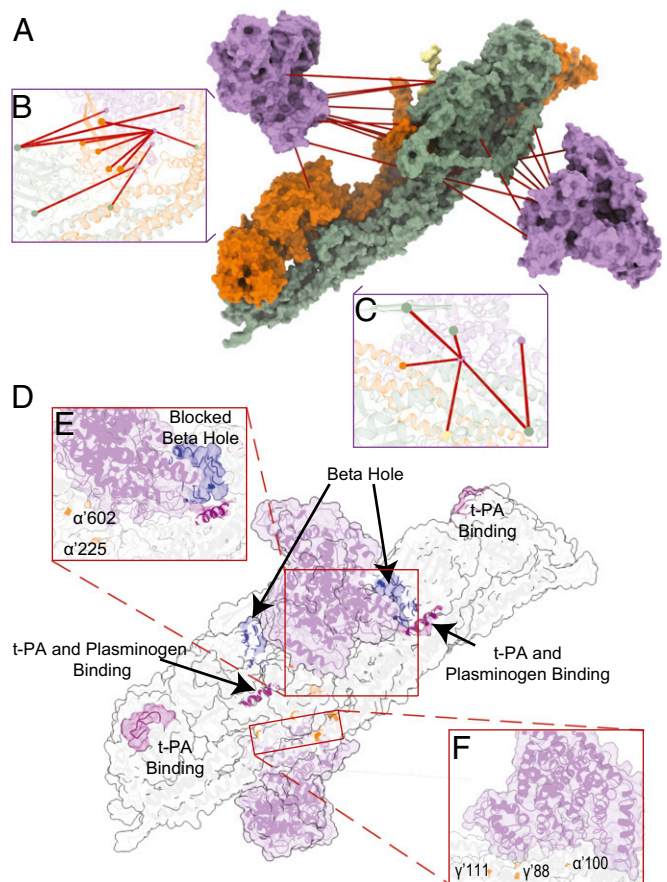 A
B
C
D
E
Blocked
Beta Hole
α'602
α'225
Beta Hole
t-PA
Binding
t-PA and Plasminogen
Binding
t-PA and
Plasminogen Binding
t-PA
Binding
F
γ'111
γ'88
α'100